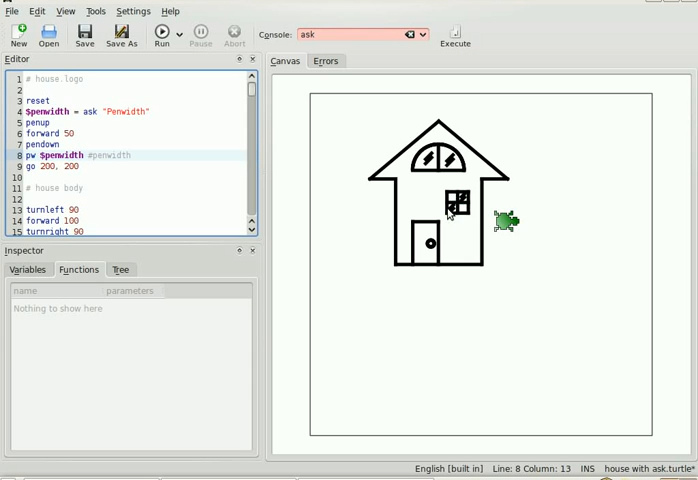 File Edit View Tools Settings Help
New Open Save Save As Run Pause Abort Console: ask Execute
Editor
Canvas Errors
1 # house.logo
2
3 reset
4 $penwidth = ask "Penwidth"
5 penup
6 forward 50
7 pendown
8 pw $penwidth #penwidth
9 go 200, 200
10
11 # house body
12
13 turnleft 90
14 forward 100
15 turnright 90
Inspector
Variables Functions Tree
name parameters
Nothing to show here
English [built in] Line: 8 Column: 13 INS house with ask.turtle*